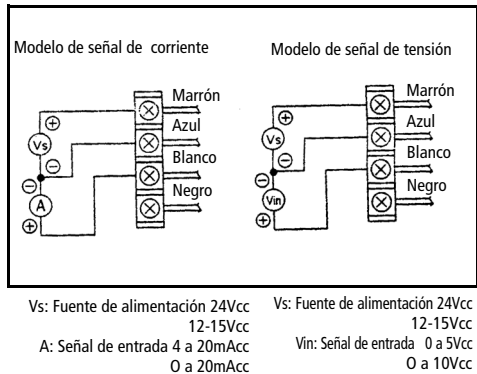 Modelo de señal de corriente
Marrón
⊕
Azul
Vs
⊖
Blanco
⊖
A
Negro
⊕
Modelo de señal de tensión
Marrón
⊕
Azul
Vs
⊖
Blanco
⊖
Vin
Negro
⊕
Vs: Fuente de alimentación 24Vcc
12-15Vcc
A: Señal de entrada 4 a 20mAcc
O a 20mAcc
Vs: Fuente de alimentación 24Vcc
12-15Vcc
Vin: Señal de entrada 0 a 5Vcc
O a 10Vcc